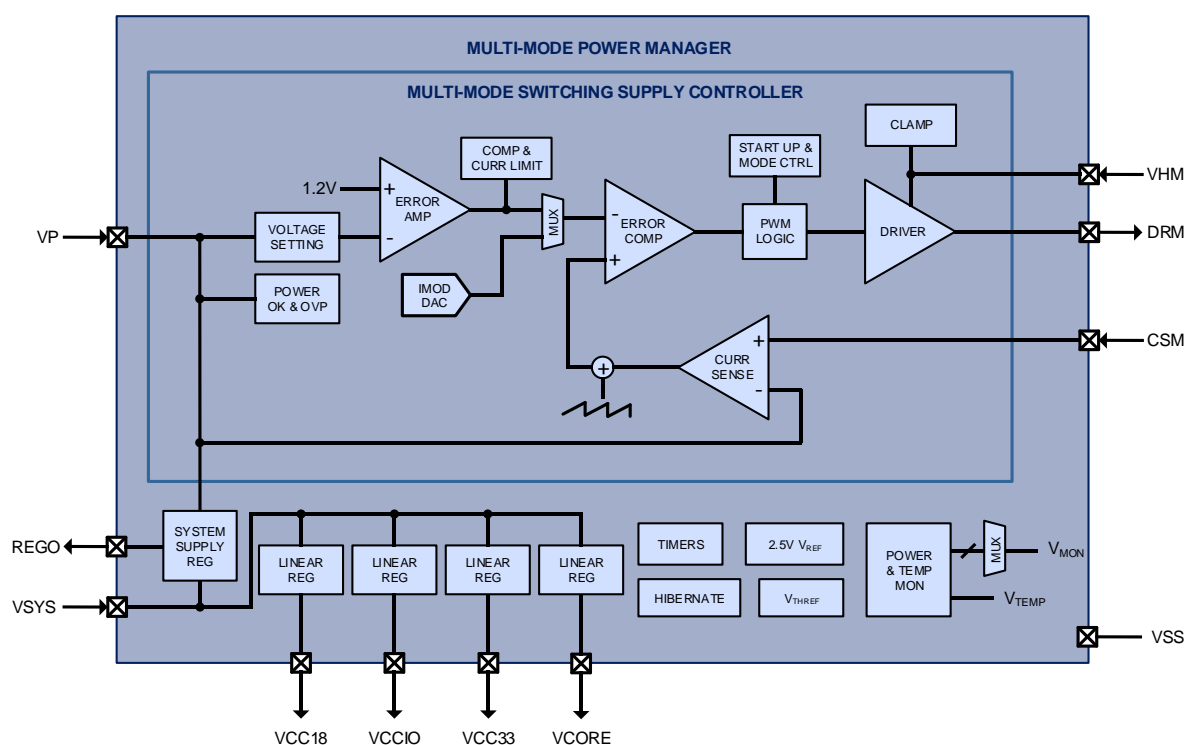 MULTI-MODE POWER MANAGER
MULTI-MODE SWITCHING SUPPLY CONTROLLER
CLAMP
COMP &
CURR LIMIT
START UP &
MODE CTRL
VHM
1.2V
+
ERROR
AMP
-
MUX
-
ERROR
COMP
+
PWM
LOGIC
DRIVER
DRM
VP
VOLTAGE
SETTING
POWER
OK & OVP
IMOD
DAC
+
CURR
SENSE
-
CSM
+
SYSTEM
SUPPLY
REG
REGO
VSYS
LINEAR
REG
LINEAR
REG
LINEAR
REG
LINEAR
REG
TIMERS
2.5V VREF
HIBERNATE
VTHREF
POWER
& TEMP
MON
MUX
VMON
VTEMP
VSS
VCC18
VCCIO
VCC33
VCORE